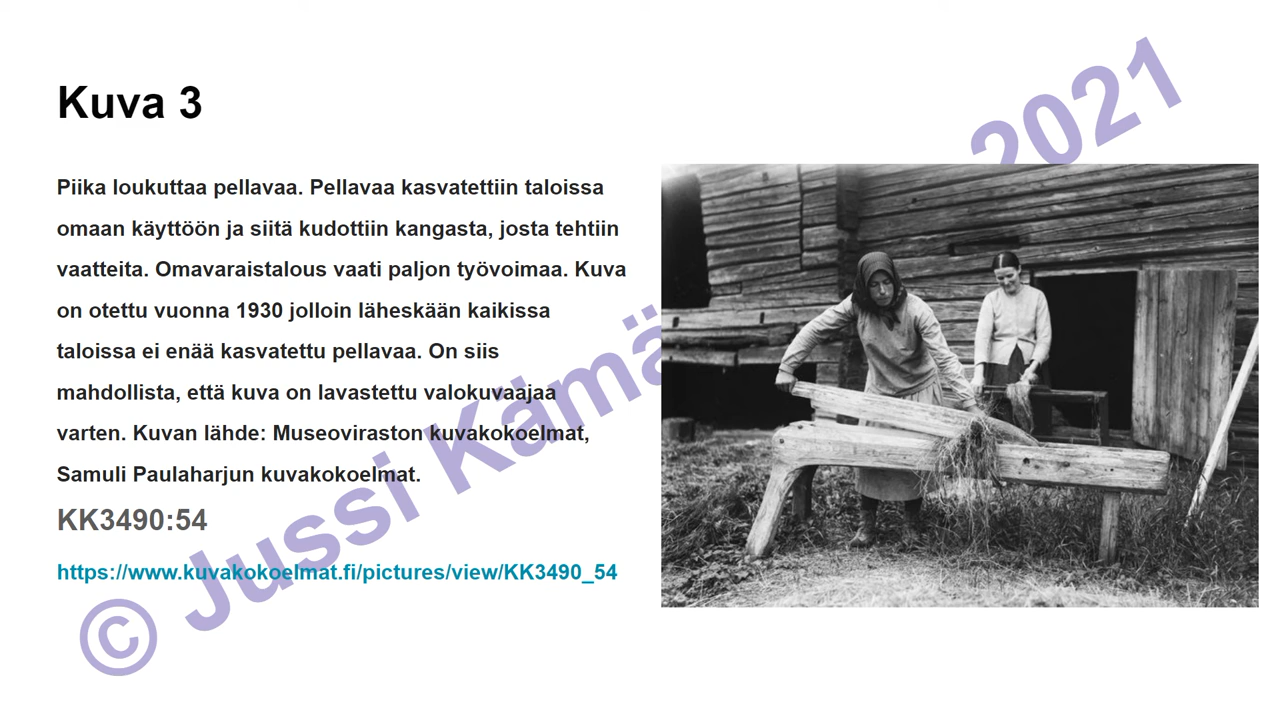 Kuva 3
Piika loukuttaa pellavaa. Pellavaa kasvatettiin taloissa
omaan käyttöön ja siitä kudottiin kangasta, josta tehtiin
vaatteita. Omavaraistalous vaati paljon työvoimaa. Kuva
on otettu vuonna 1930 jolloin läheskään kaikissa
taloissa ei enää kasvatettu pellavaa. On siis
mahdollista, että kuva on lavastettu valokuvaajaa
varten. Kuvan lähde: Museoviraston kuvakokoelmat,
Samuli Paulaharjun kuvakokoelmat.
KK3490:54
https://www.kuvakokoelmat.fi/pictures/view/KK3490_54
© Jussi Kämä 2021